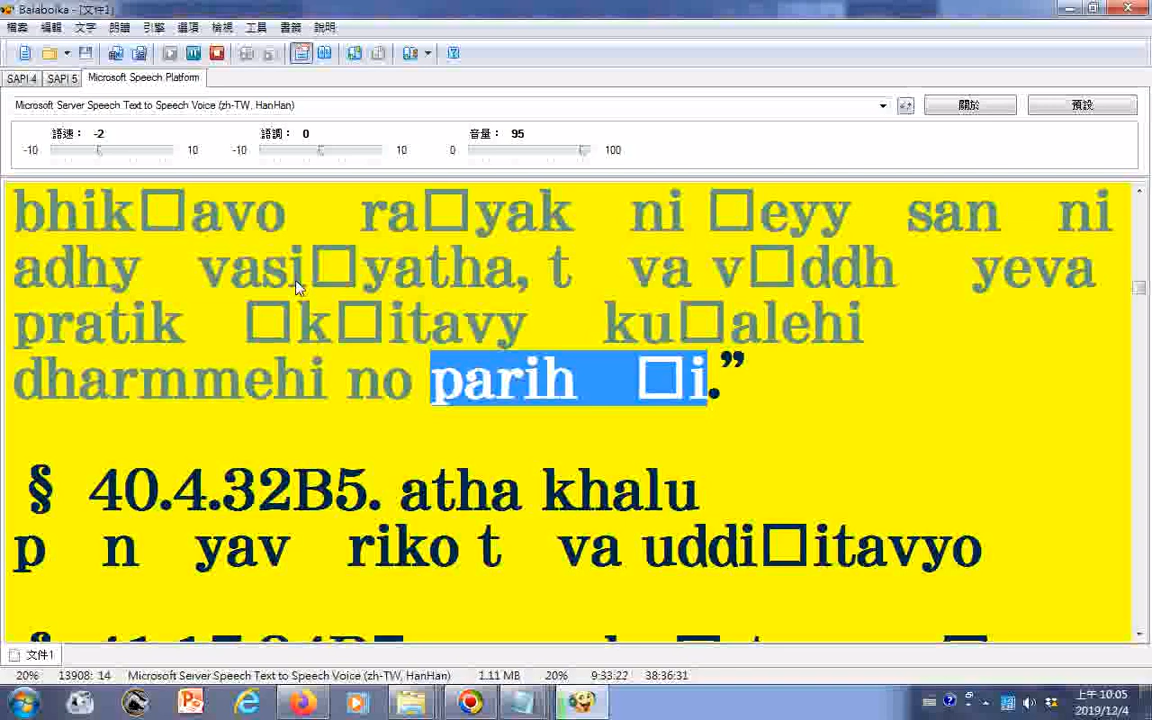 Balabolka - [文件1]
檔案 編輯 文字 朗讀 引擎 選項 檢視 工具 書籤 說明
SAPI 4 SAPI 5 Microsoft Speech Platform
Microsoft Server Speech Text to Speech Voice (zh-TW, HanHan) 關於 預設
語速： -2 語調： 0 音量： 95
-10 10 -10 10 0 100
bhik□avo ra□yak ni □eyy san ni
adhy vasi□yatha, t va v□ddh yeva
pratik □k□itavy ku□alehi
dharmmehi no parih □i.”
§ 40.4.32B5. atha khalu
p n yav riko t va uddi□itavyo
文件1
20% 13908: 14 Microsoft Server Speech Text to Speech Voice (zh-TW, HanHan) 1.11 MB 20% 9:33.22 38:36:31
上午 10:05
2019/12/4